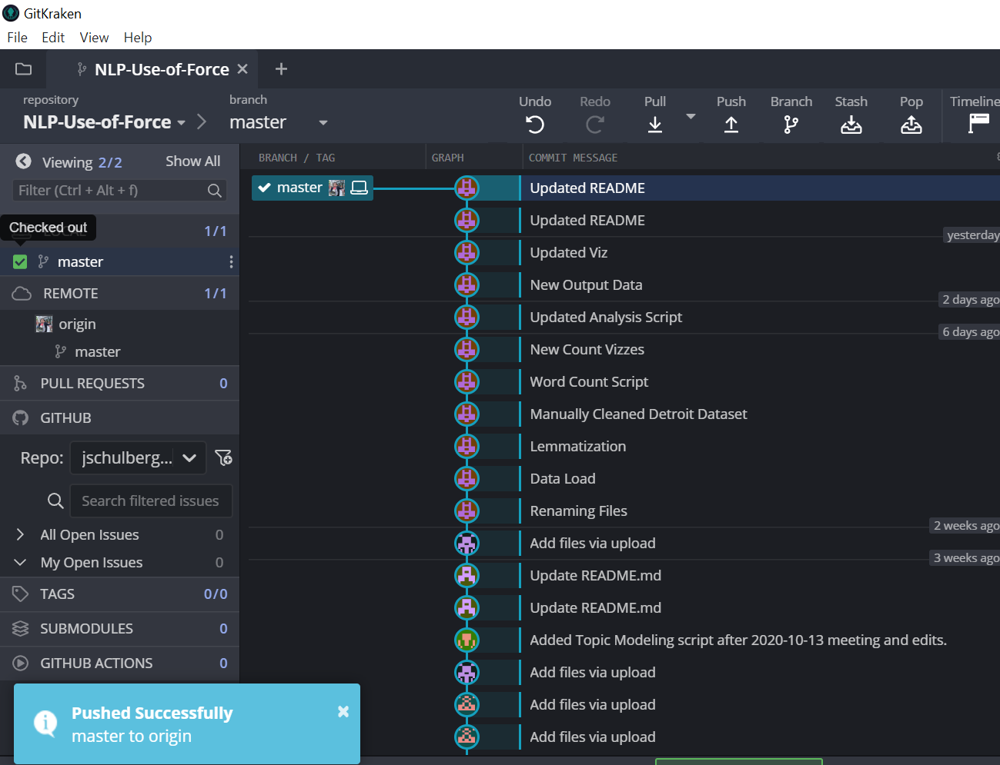 GitKraken
File Edit View Help
NLP-Use-of-Force
repository
NLP-Use-of-Force
branch
master
Undo Redo Pull Push Branch Stash Pop Timeline
Viewing 2/2 Show All
Filter (Ctrl + Alt + f)
Checked out
LOCAL 1/1
master
REMOTE 1/1
origin
master
PULL REQUESTS 0
GITHUB
Repo: jschulberg...
Search filtered issues
All Open Issues 0
My Open Issues 0
TAGS 0/0
SUBMODULES 0
GITHUB ACTIONS 0
Pushed Successfully
master to origin
BRANCH / TAG GRAPH COMMIT MESSAGE
master Updated README
Updated README
yesterday
Updated Viz
New Output Data
2 days ago
Updated Analysis Script
6 days ago
New Count Vizzes
Word Count Script
Manually Cleaned Detroit Dataset
Lemmatization
Data Load
Renaming Files
2 weeks ago
Add files via upload
3 weeks ago
Update README.md
Update README.md
Added Topic Modeling script after 2020-10-13 meeting and edits.
Add files via upload
Add files via upload
Add files via upload